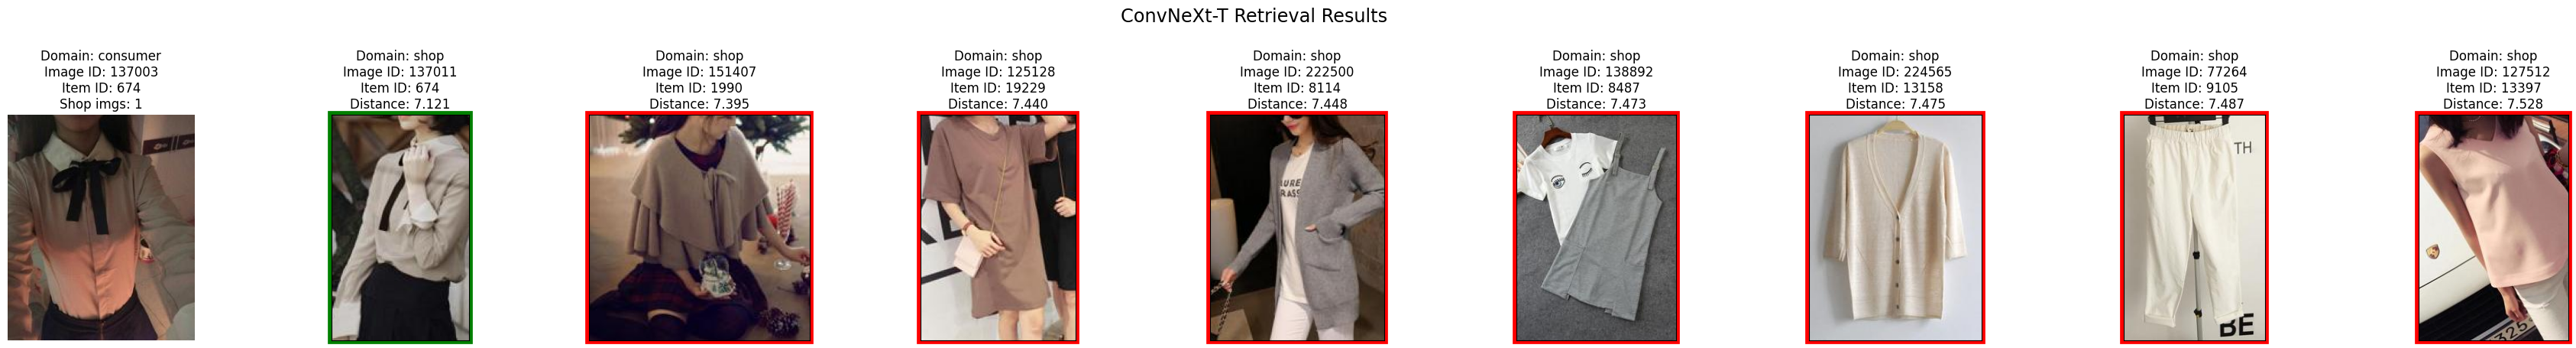 ConvNeXt-T Retrieval Results
Domain: consumer
Image ID: 137003
Item ID: 674
Shop imgs: 1
Domain: shop
Image ID: 137011
Item ID: 674
Distance: 7.121
Domain: shop
Image ID: 151407
Item ID: 1990
Distance: 7.395
Domain: shop
Image ID: 125128
Item ID: 19229
Distance: 7.440
Domain: shop
Image ID: 222500
Item ID: 8114
Distance: 7.448
Domain: shop
Image ID: 138892
Item ID: 8487
Distance: 7.473
Domain: shop
Image ID: 224565
Item ID: 13158
Distance: 7.475
Domain: shop
Image ID: 77264
Item ID: 9105
Distance: 7.487
TH
BE
Domain: shop
Image ID: 127512
Item ID: 13397
Distance: 7.528